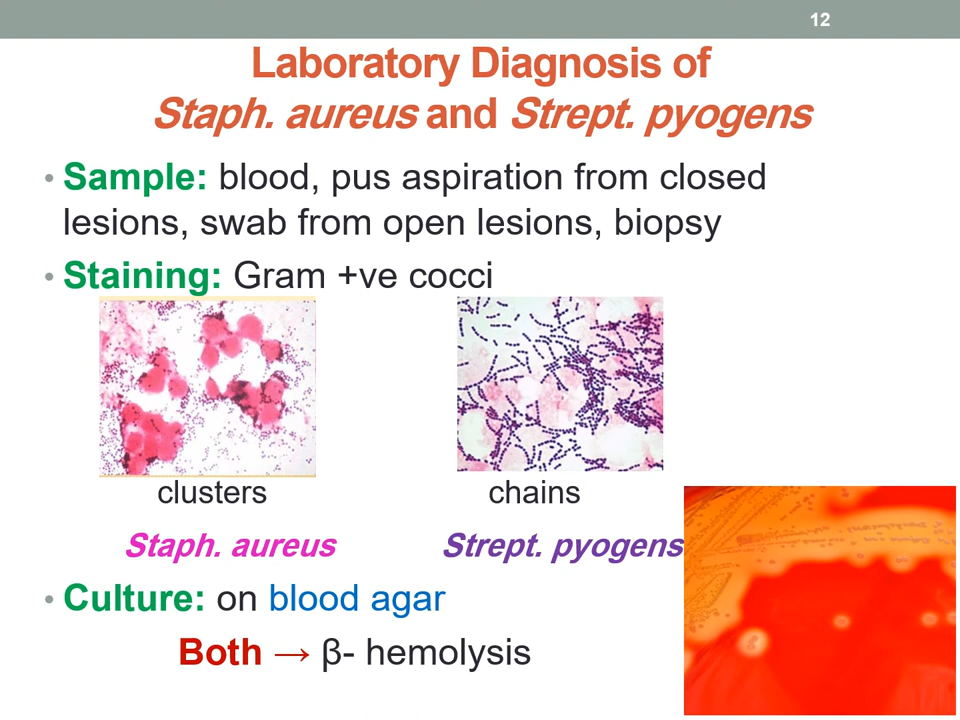 12
Laboratory Diagnosis of
Staph. aureus and Strept. pyogens
• Sample: blood, pus aspiration from closed
lesions, swab from open lesions, biopsy
• Staining: Gram +ve cocci
clusters
chains
Staph. aureus
Strept. pyogens
• Culture: on blood agar
Both → β- hemolysis